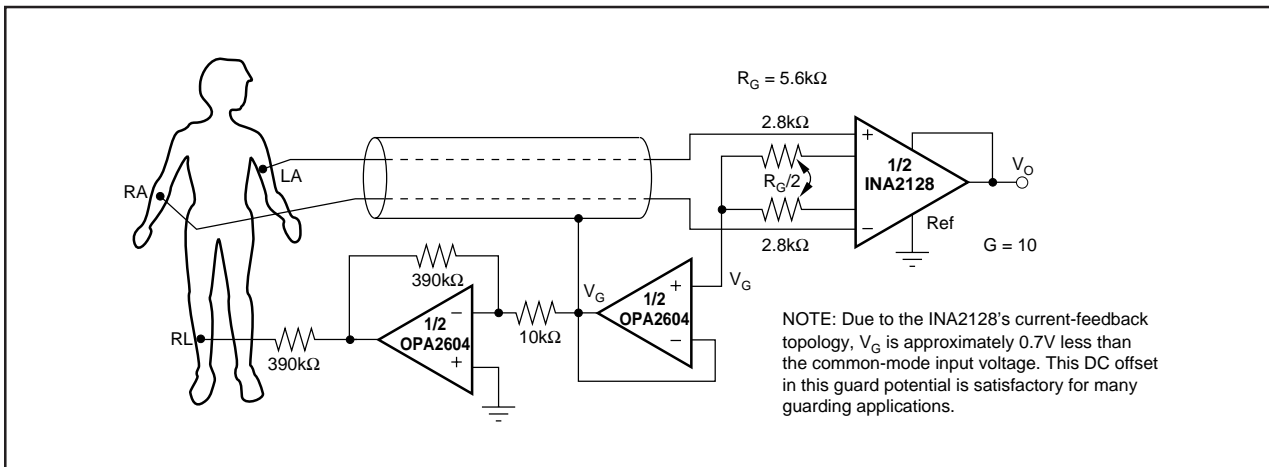 R_G = 5.6kΩ
2.8kΩ
+
1/2
INA2128
V_O
LA
RA
R_G/2
Ref
–
2.8kΩ
G = 10
390kΩ
V_G
+
V_G
1/2
OPA2604
–
10kΩ
–
1/2
OPA2604
+
RL
390kΩ
NOTE: Due to the INA2128's current-feedback
topology, V_G is approximately 0.7V less than
the common-mode input voltage. This DC offset
in this guard potential is satisfactory for many
guarding applications.